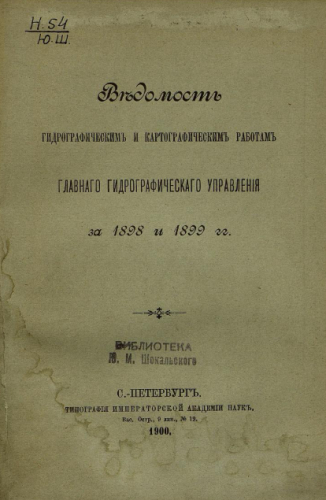 Н. 54
Ю.Ш.
Вѣдомость
ГИДРОГРАФИЧЕСКИМЪ И КАРТОГРАФИЧЕСКИМЪ РАБОТАМЪ
ГЛАВНАГО ГИДРОГРАФИЧЕСКАГО УПРАВЛЕНІЯ
за 1898 и 1899 гг.
БИБЛИОТЕКА
Ю. М. Шокальского
С.-ПЕТЕРБУРГЪ.
ТИПОГРАФІЯ ИМПЕРАТОРСКОЙ АКАДЕМІИ НАУКЪ.
Вас. Остр., 9 лин., № 12.
1900.